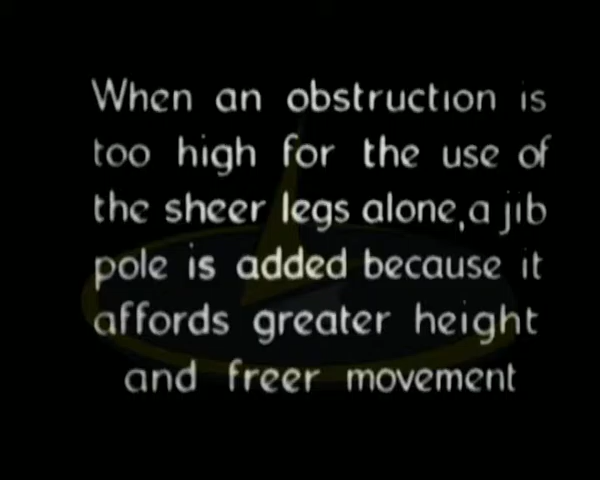 When an obstruction is
too high for the use of
the sheer legs alone, a jib
pole is added because it
affords greater height
and freer movement